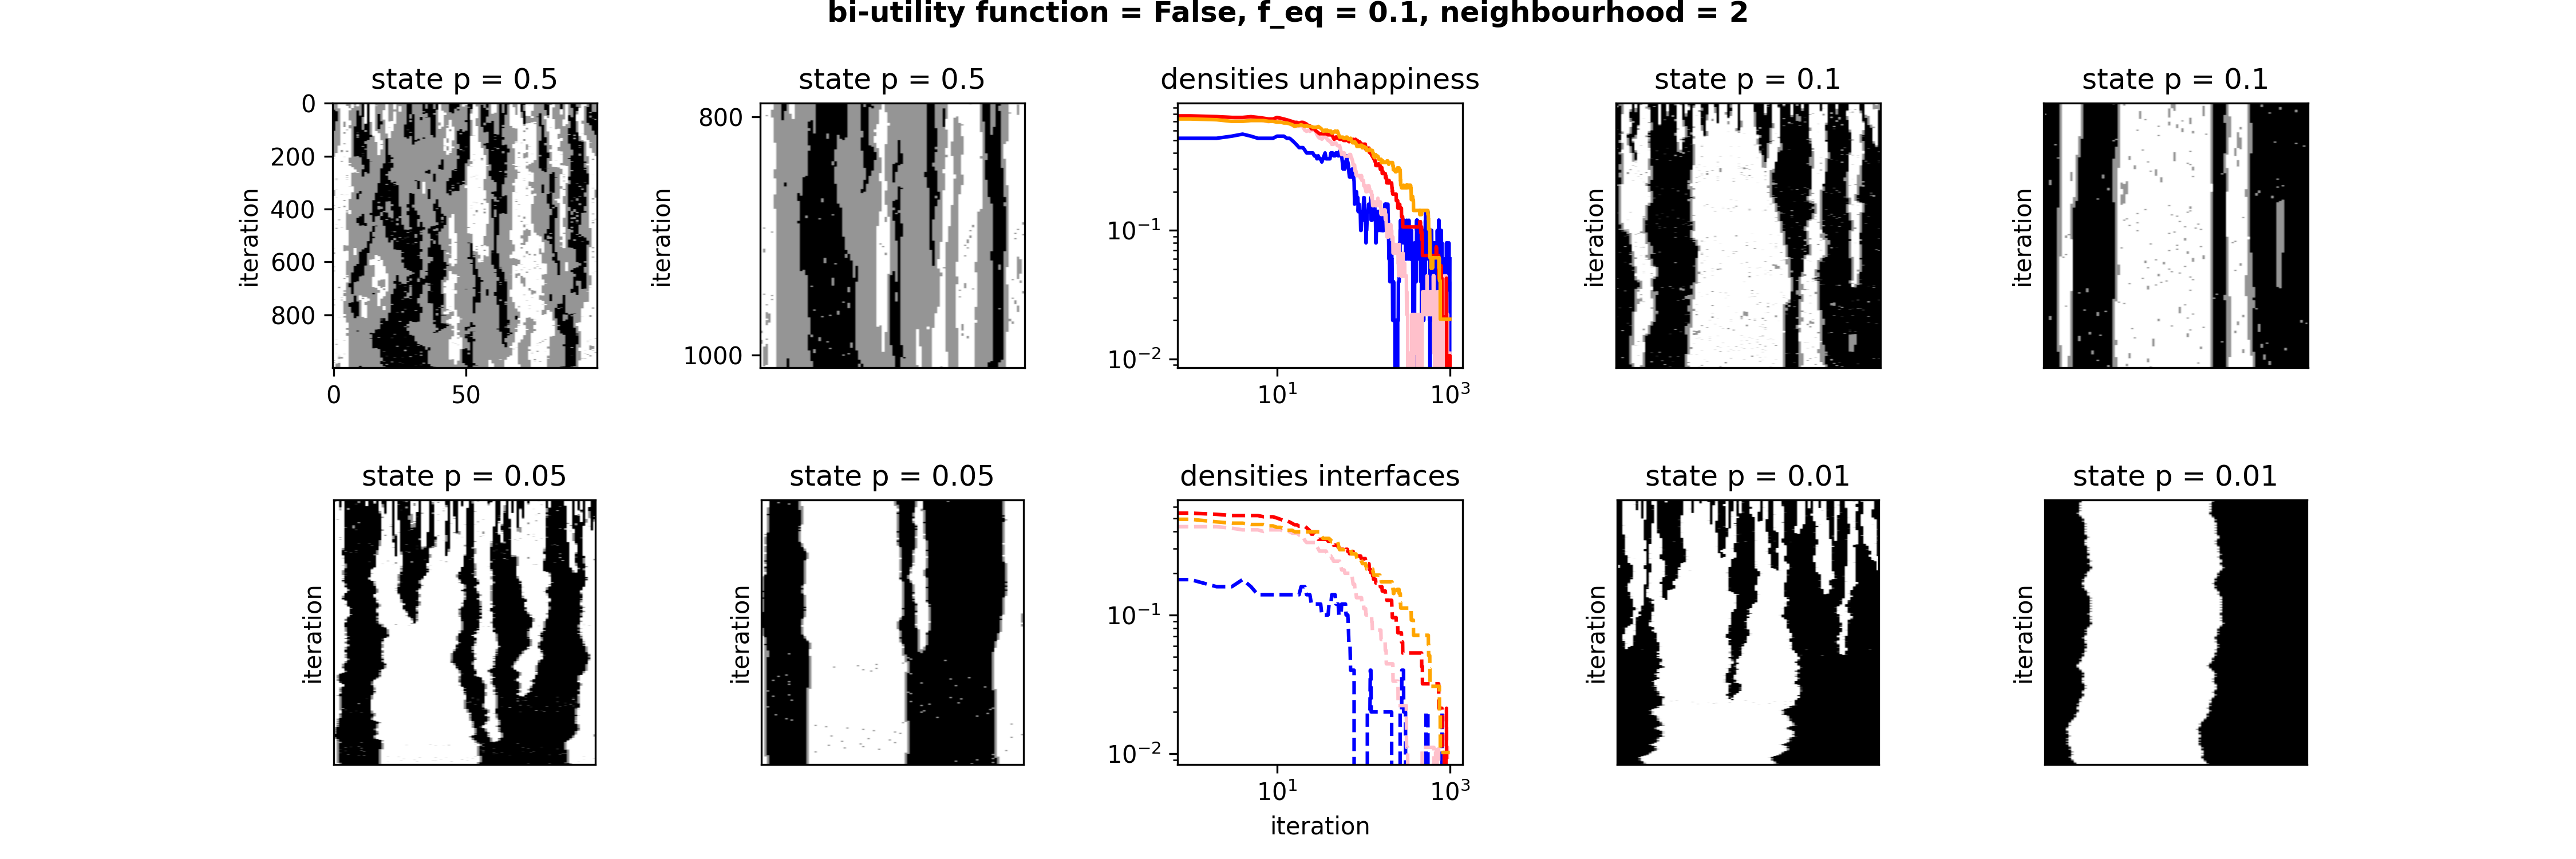 bi-utility function = False, f_eq = 0.1, neighbourhood = 2
state p = 0.5
state p = 0.5
densities unhappiness
state p = 0.1
state p = 0.1
0
200
400
600
800
iteration
0
50
800
1000
iteration
10⁻¹
10⁻²
10¹
10³
iteration
iteration
state p = 0.05
state p = 0.05
densities interfaces
state p = 0.01
state p = 0.01
iteration
iteration
10⁻¹
10⁻²
10¹
10³
iteration
iteration
iteration